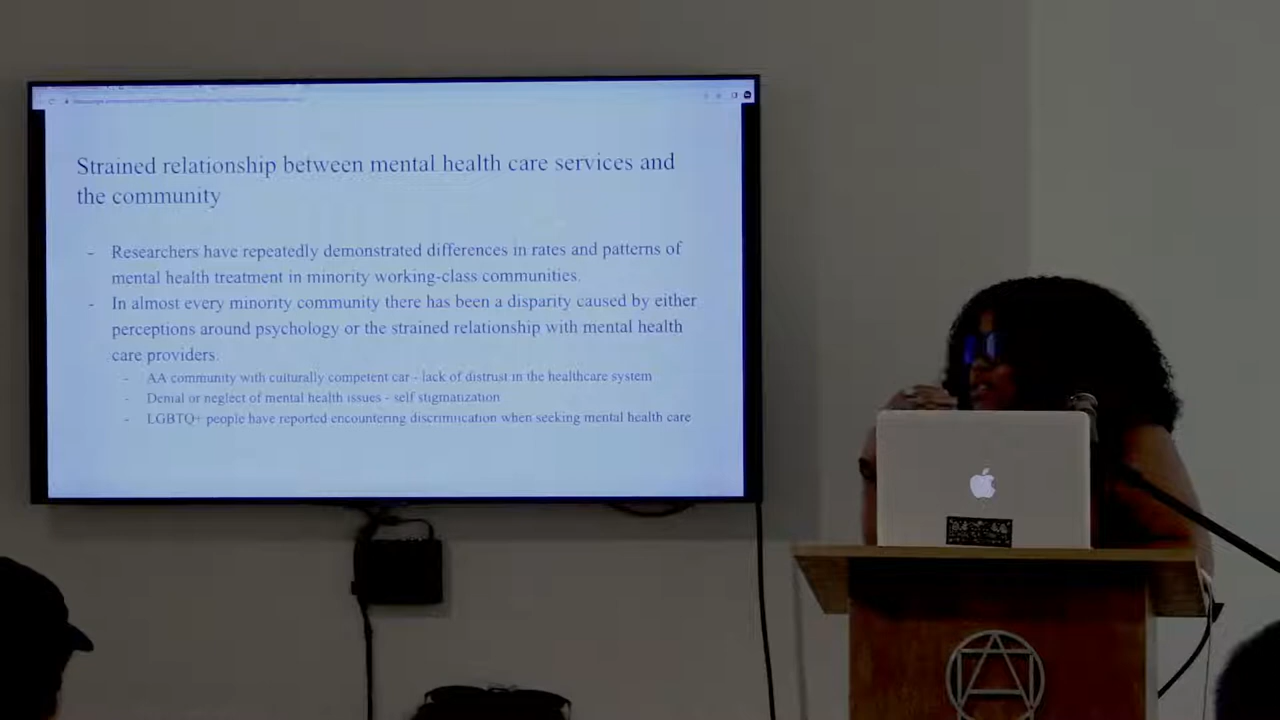 Strained relationship between mental health care services and
the community
- Researchers have repeatedly demonstrated differences in rates and patterns of
mental health treatment in minority working-class communities.
- In almost every minority community there has been a disparity caused by either
perceptions around psychology or the strained relationship with mental health
care providers.
- AA community with culturally competent car - lack of distrust in the healthcare system
- Denial or neglect of mental health issues - self stigmatization
- LGBTQ+ people have reported encountering discrimination when seeking mental health care